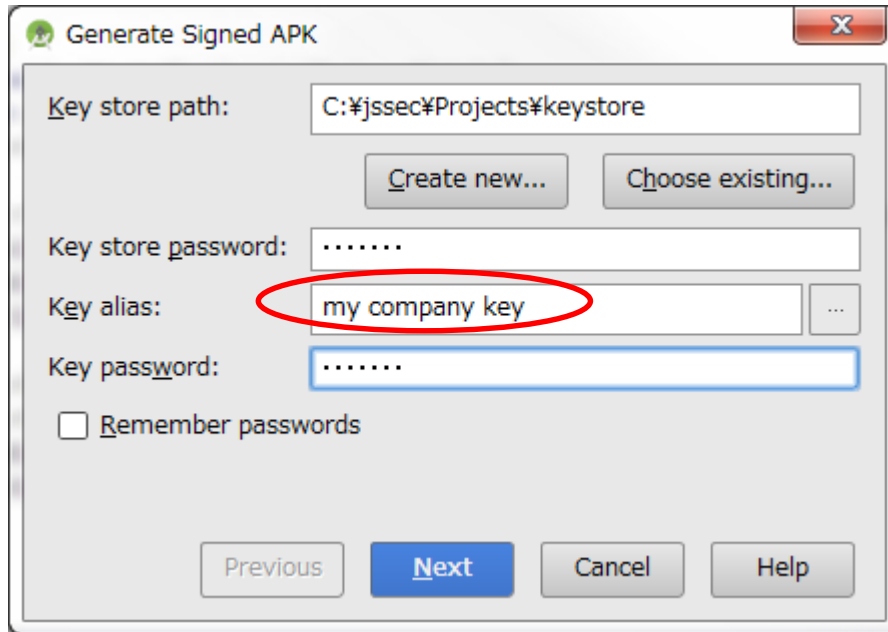 Generate Signed APK
Key store path: C:¥jssec¥Projects¥keystore
Create new... Choose existing...
Key store password: •••••••
Key alias: my company key ...
Key password: •••••••
Remember passwords
Previous Next Cancel Help